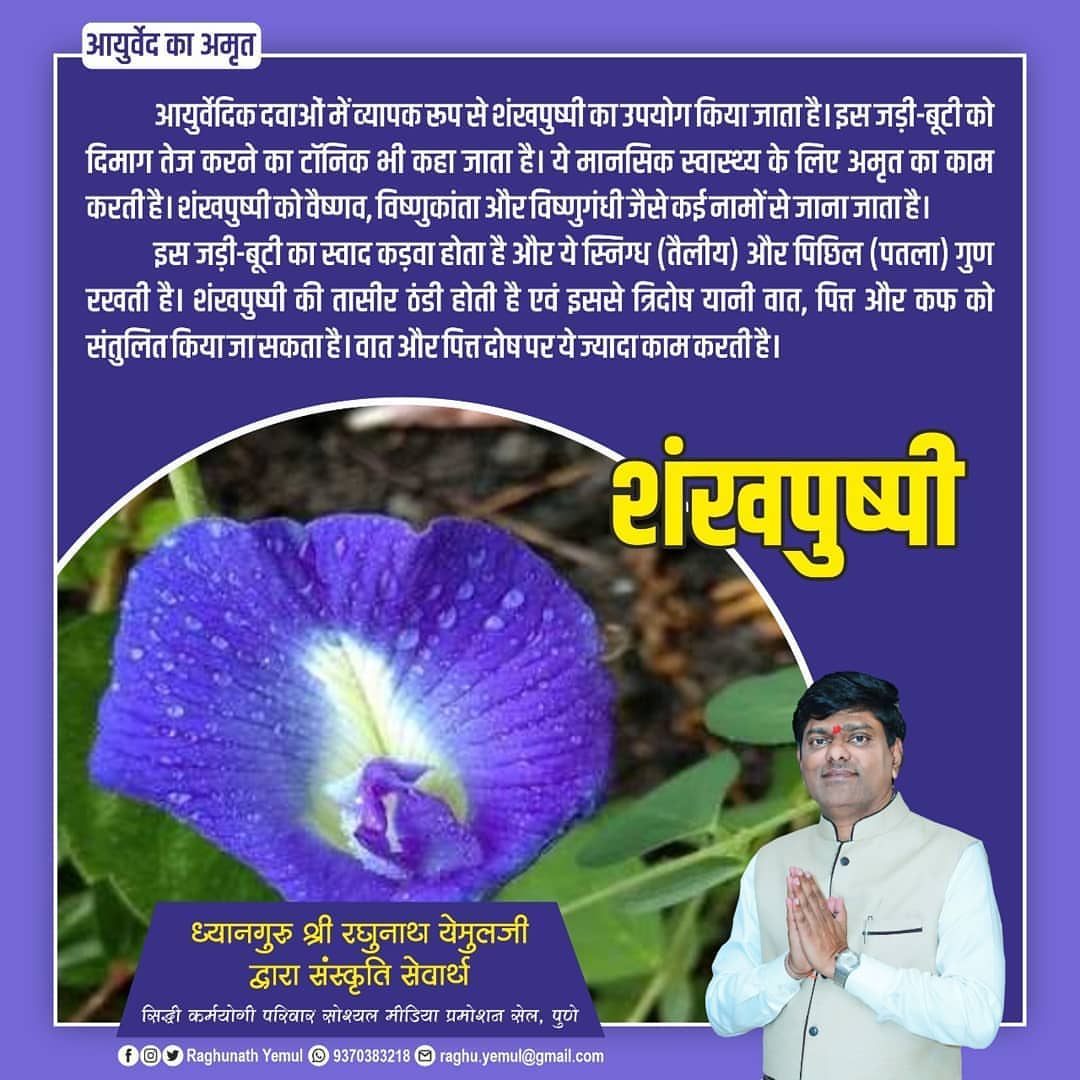 आयुर्वेद का अमृत
आयुर्वेदिक दवाओं में व्यापक रूप से शंखपुष्पी का उपयोग किया जाता है। इस जड़ी-बूटी को
दिमाग तेज करने का टॉनिक भी कहा जाता है। ये मानसिक स्वास्थ्य के लिए अमृत का काम
करती है। शंखपुष्पी को वैष्णव, विष्णुकांता और विष्णुगंधी जैसे कई नामों से जाना जाता है।
इस जड़ी-बूटी का स्वाद कड़वा होता है और ये स्निग्ध (तैलीय) और पिछिल (पतला) गुण
रखती है। शंखपुष्पी की तासीर ठंडी होती है एवं इससे त्रिदोष यानी वात, पित्त और कफ को
संतुलित किया जा सकता है। वात और पित्त दोष पर ये ज्यादा काम करती है।
शंखपुष्पी
ध्यानगुरु श्री रघुनाथ येमुलजी
द्वारा संस्कृति सेवार्थ
सिद्धी कर्मयोगी परिवार सोश्यल मीडिया प्रमोशन सेल, पुणे
Raghunath Yemul 9370383218 raghu.yemul@gmail.com